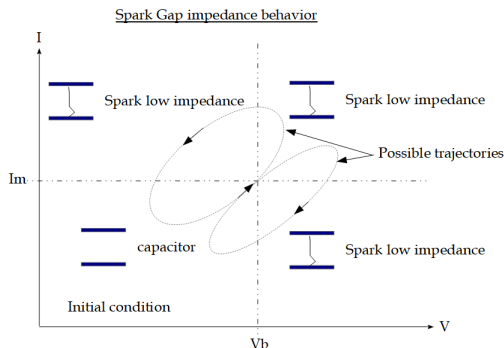 Spark Gap impedance behavior
I
Spark low impedance
Spark low impedance
Possible trajectories
Im
capacitor
Spark low impedance
Initial condition
V
Vb